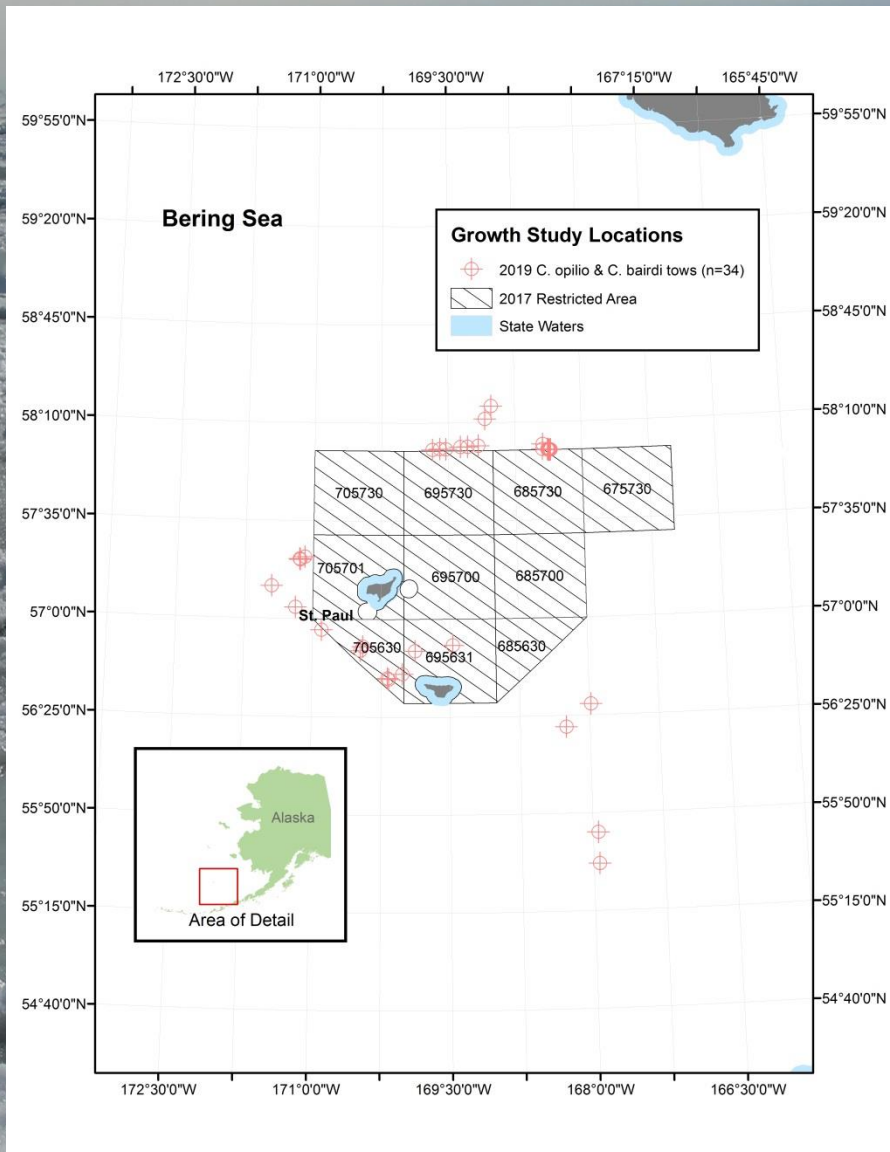 172°30'0"W 171°0'0"W 169°30'0"W 167°15'0"W 165°45'0"W
59°55'0"N 59°55'0"N
59°20'0"N 59°20'0"N
Bering Sea
Growth Study Locations
2019 C. opilio & C. bairdi tows (n=34)
2017 Restricted Area
State Waters
58°45'0"N 58°45'0"N
58°10'0"N 58°10'0"N
705730 695730 685730 675730
57°35'0"N 57°35'0"N
705701 695700 685700
57°0'0"N 57°0'0"N
St. Paul
705630 695631 685630
56°25'0"N 56°25'0"N
55°50'0"N 55°50'0"N
Alaska
55°15'0"N 55°15'0"N
Area of Detail
54°40'0"N 54°40'0"N
172°30'0"W 171°0'0"W 169°30'0"W 168°0'0"W 166°30'0"W